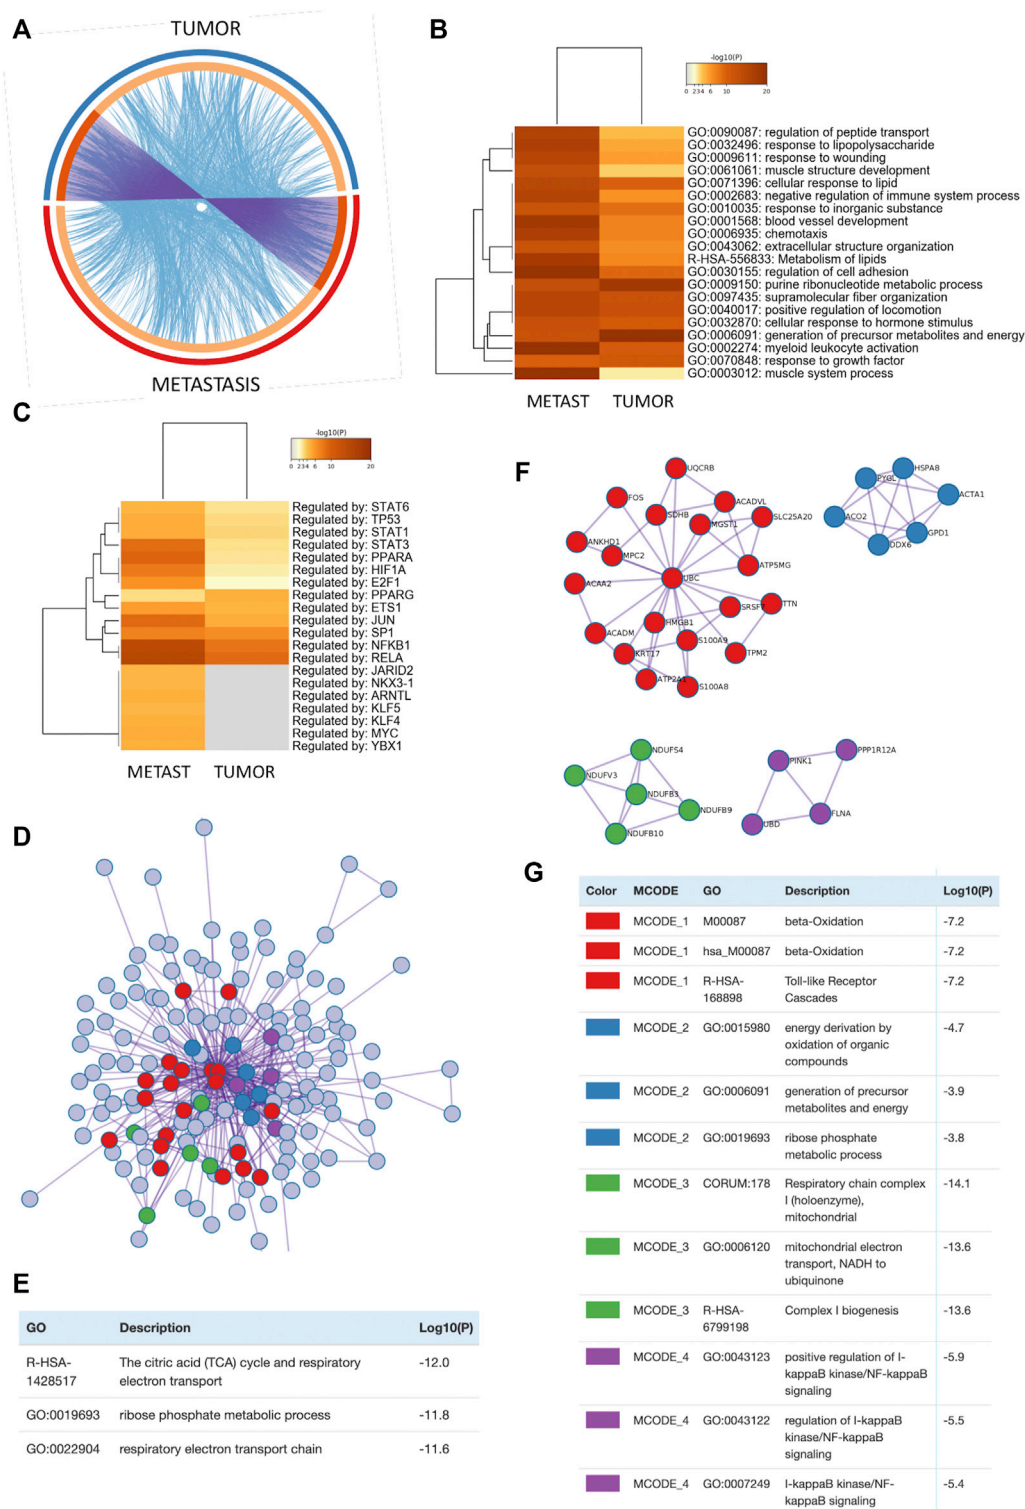 A
TUMOR
METASTASIS
B
-log10(P)
0 2 3 4 6 10 20
GO:0090087: regulation of peptide transport
GO:0032496: response to lipopolysaccharide
GO:0009611: response to wounding
GO:0061061: muscle structure development
GO:0071396: cellular response to lipid
GO:0002683: negative regulation of immune system process
GO:0010035: response to inorganic substance
GO:0001568: blood vessel development
GO:0006935: chemotaxis
GO:0043062: extracellular structure organization
R-HSA-556833: Metabolism of lipids
GO:0030155: regulation of cell adhesion
GO:0009150: purine ribonucleotide metabolic process
GO:0097435: supramolecular fiber organization
GO:0040017: positive regulation of locomotion
GO:0032870: cellular response to hormone stimulus
GO:0006091: generation of precursor metabolites and energy
GO:0002274: myeloid leukocyte activation
GO:0070848: response to growth factor
GO:0003012: muscle system process
METAST TUMOR
C
-log10(P)
0 2 3 4 6 10 20
Regulated by: STAT6
Regulated by: TP53
Regulated by: STAT1
Regulated by: STAT3
Regulated by: PPARA
Regulated by: HIF1A
Regulated by: E2F1
Regulated by: PPARG
Regulated by: ETS1
Regulated by: JUN
Regulated by: SP1
Regulated by: NFKB1
Regulated by: RELA
Regulated by: JARID2
Regulated by: NKX3-1
Regulated by: ARNTL
Regulated by: KLF5
Regulated by: KLF4
Regulated by: MYC
Regulated by: YBX1
METAST TUMOR
D
E
GO Description Log10(P)
R-HSA- The citric acid (TCA) cycle and respiratory -12.0
1428517 electron transport
GO:0019693 ribose phosphate metabolic process -11.8
GO:0022904 respiratory electron transport chain -11.6
F
UQCRB
FOS
ACADVL
SDHB
MGST1
SLC25A20
ANKHD1
MPC2
ATP5MG
ACAA2
UBC
SRSF7
TTN
HMGB1
ACADM
S100A9
KRT17
TPM2
ATP2A1
S100A8
HSPA8
PYGL
ACTA1
ACO2
GPD1
DDX6
NDUFS4
NDUFV3
NDUFB3
NDUFB9
NDUFB10
PPP1R12A
PINK1
FLNA
UBD
G
Color MCODE GO Description Log10(P)
MCODE_1 M00087 beta-Oxidation -7.2
MCODE_1 hsa_M00087 beta-Oxidation -7.2
MCODE_1 R-HSA- Toll-like Receptor -7.2
168898 Cascades
MCODE_2 GO:0015980 energy derivation by -4.7
oxidation of organic
compounds
MCODE_2 GO:0006091 generation of precursor -3.9
metabolites and energy
MCODE_2 GO:0019693 ribose phosphate -3.8
metabolic process
MCODE_3 CORUM:178 Respiratory chain complex -14.1
I (holoenzyme),
mitochondrial
MCODE_3 GO:0006120 mitochondrial electron -13.6
transport, NADH to
ubiquinone
MCODE_3 R-HSA- Complex I biogenesis -13.6
6799198
MCODE_4 GO:0043123 positive regulation of I- -5.9
kappaB kinase/NF-kappaB
signaling
MCODE_4 GO:0043122 regulation of I-kappaB -5.5
kinase/NF-kappaB
signaling
MCODE_4 GO:0007249 I-kappaB kinase/NF- -5.4
kappaB signaling